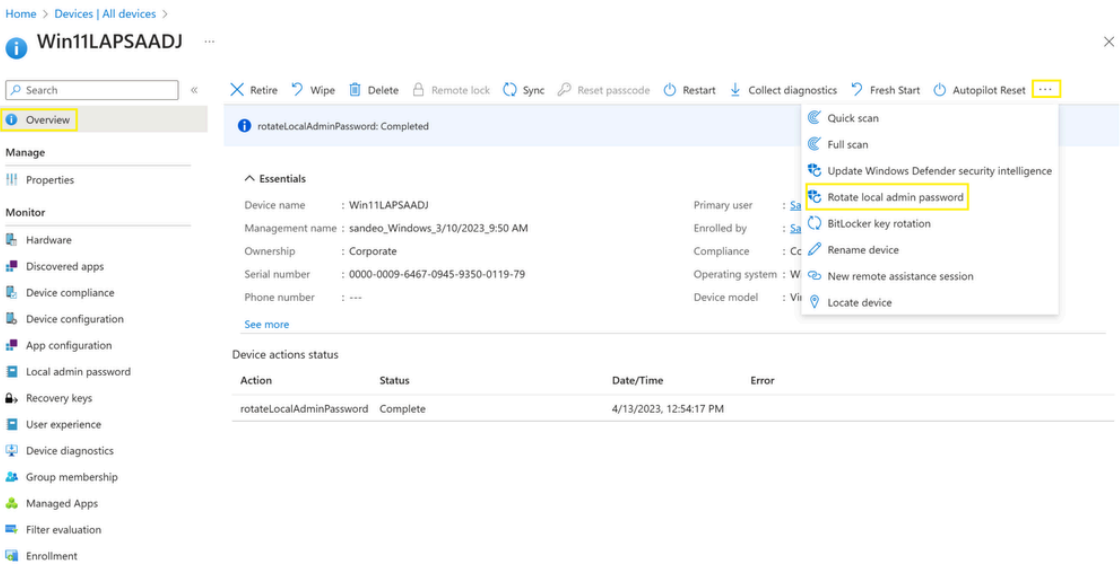 Home > Devices | All devices >
Win11LAPSAADJ ...
Search «
Retire Wipe Delete Remote lock Sync Reset passcode Restart Collect diagnostics Fresh Start Autopilot Reset ...
Overview
Manage
Properties
Monitor
Hardware
Discovered apps
Device compliance
Device configuration
App configuration
Local admin password
Recovery keys
User experience
Device diagnostics
Group membership
Managed Apps
Filter evaluation
Enrollment
rotateLocalAdminPassword: Completed
Essentials
Device name : Win11LAPSAADJ
Management name : sandeo_Windows_3/10/2023_9:50 AM
Ownership : Corporate
Serial number : 0000-0009-6467-0945-9350-0119-79
Phone number : ---
See more
Primary user :
Enrolled by :
Compliance :
Operating system :
Device model :
Quick scan
Full scan
Update Windows Defender security intelligence
Rotate local admin password
BitLocker key rotation
Rename device
New remote assistance session
Locate device
Device actions status
Action Status Date/Time Error
rotateLocalAdminPassword Complete 4/13/2023, 12:54:17 PM